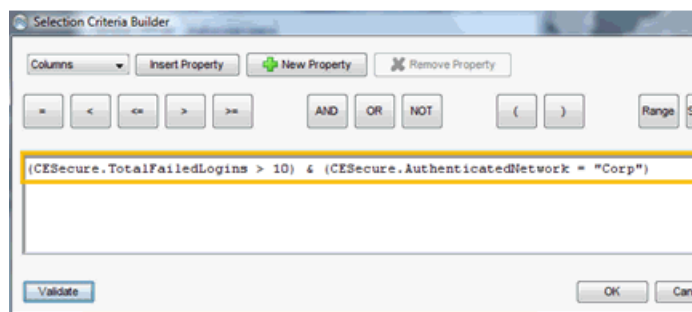 Selection Criteria Builder
Columns Insert Property New Property Remove Property
= < <= > >= AND OR NOT ( ) Range
(CESecure.TotalFailedLogins > 10) & (CESecure.AuthenticatedNetwork = "Corp")
Validate OK Can